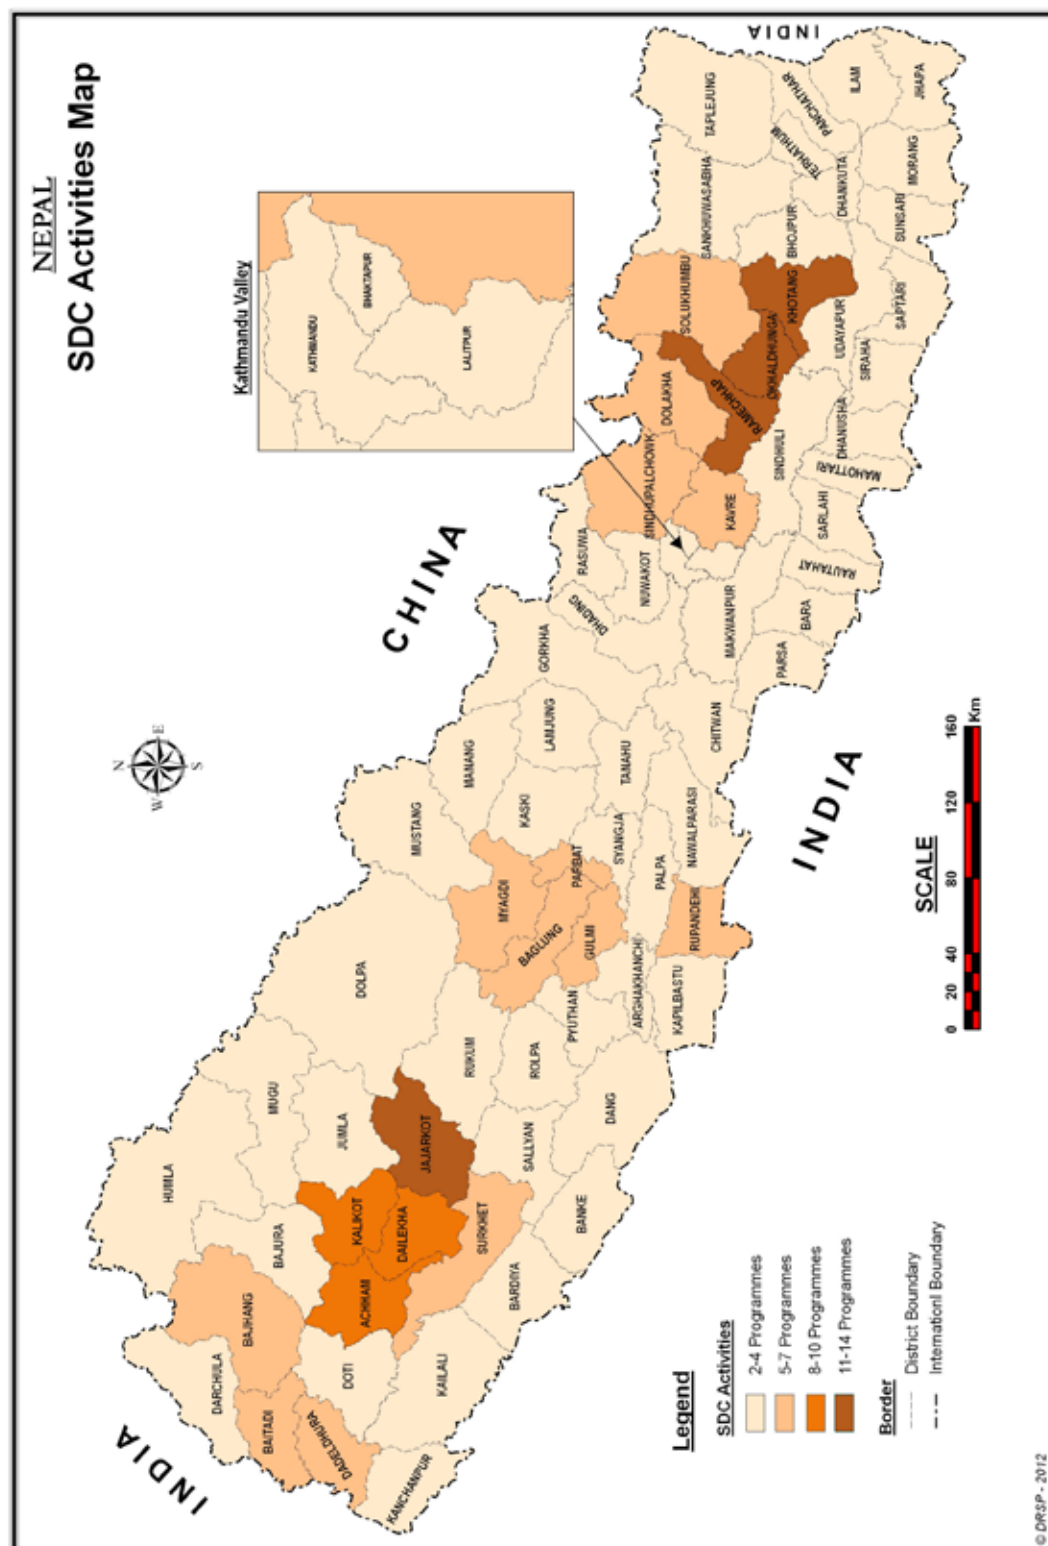 NEPAL
SDC Activities Map
Kathmandu Valley
KATHMANDU
BHAKTAPUR
LALITPUR
N
W
E
S
CHINA
INDIA
INDIA
INDIA
DARCHULA
BAITADI
DADELDHURA
KANCHANPUR
BAJHANG
DOTI
KAILALI
HUMLA
BAJURA
ACHHAM
KALIKOT
DAILEKHA
SURKHET
BARDIYA
MUGU
JUMLA
JAJARKOT
SALLYAN
BANKE
DOLPA
RUKUM
ROLPA
DANG
PYUTHAN
MUSTANG
MYAGDI
BAGLUNG
PARBAT
GULMI
ARGHAKHANCHI
KAPILBASTU
RUPANDEHI
MANANG
KASKI
SYANGJA
PALPA
NAWALPARASI
LAMJUNG
TANAHU
GORKHA
CHITWAN
DHADING
RASUWA
NUWAKOT
MAKWANPUR
PARSA
BARA
RAUTAHAT
SINDHUPALCHOWK
KAVRE
SARLAHI
MAHOTTARI
DHANUSHA
SINDHULI
DOLAKHA
RAMECHHAP
SOLUKHUMBU
OKHALDHUNGA
KHOTANG
UDAYAPUR
SIRAHA
SAPTARI
SANKHUWASABHA
BHOJPUR
DHANKUTA
SUNSARI
MORANG
TAPLEJUNG
TERHATHUM
PANCHATHAR
ILAM
JHAPA
Legend
SDC Activities
2-4 Programmes
5-7 Programmes
8-10 Programmes
11-14 Programmes
Border
District Boundary
Internationl Boundary
SCALE
0 20 40 80 120 160
Km
© DRSP - 2012